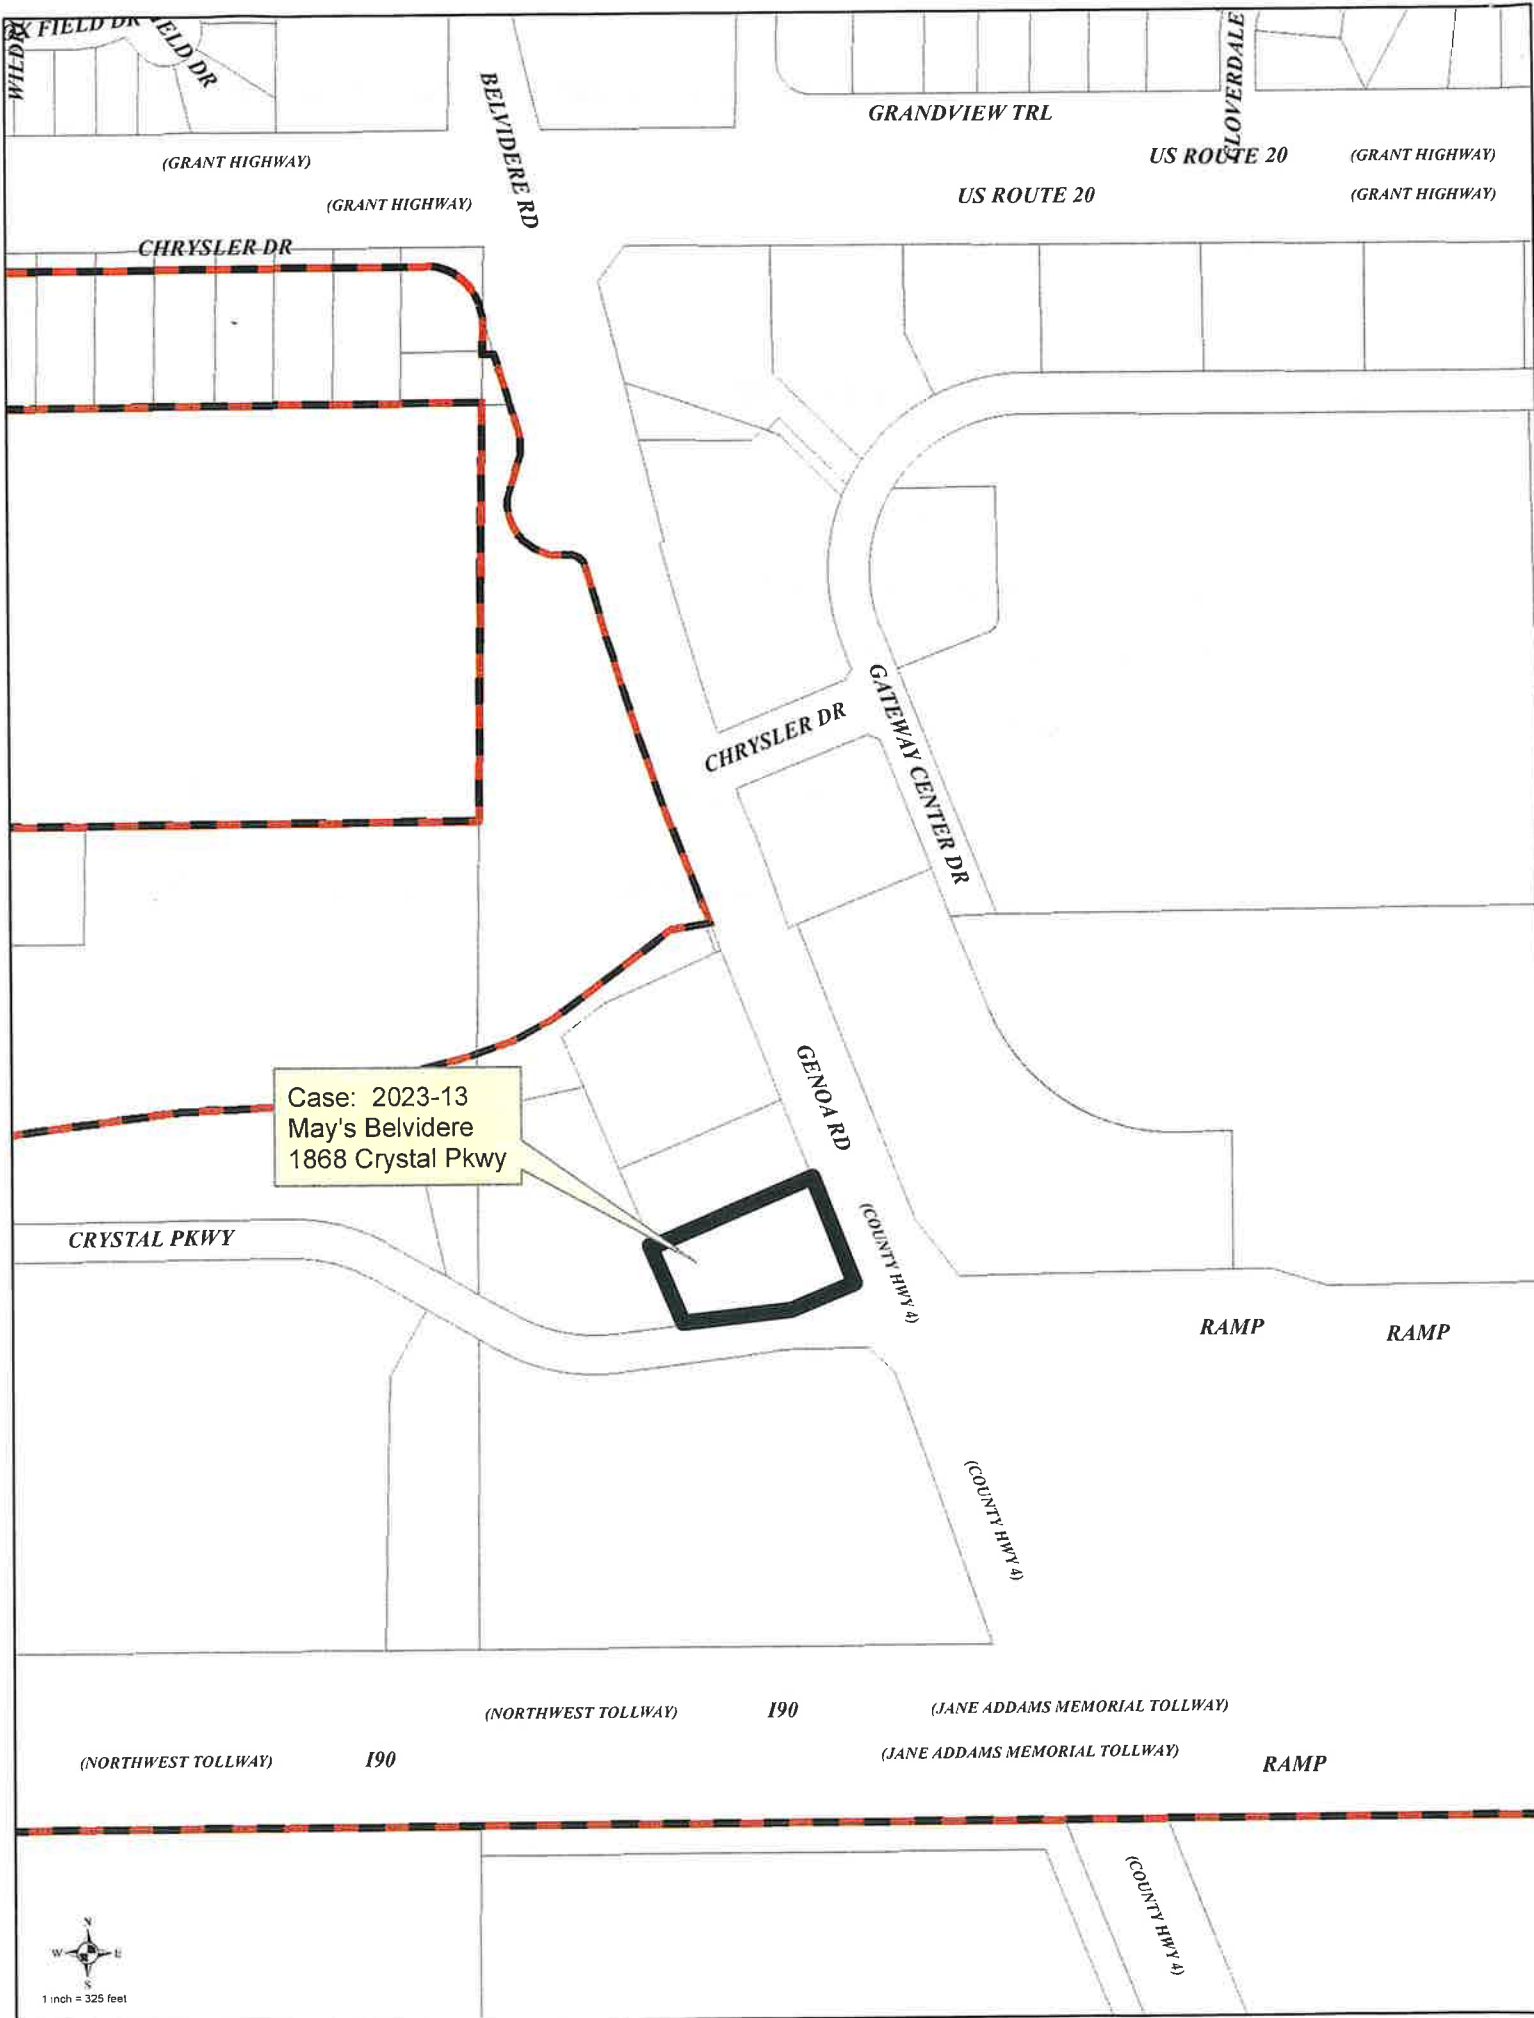 FIELD DR
FIELD DR
BELVIDERE RD
GRANDVIEW TRL
(GRANT HIGHWAY)
US ROUTE 20
(GRANT HIGHWAY)
(GRANT HIGHWAY)
US ROUTE 20
(GRANT HIGHWAY)
CHRYSLER DR
CHRYSLER DR
GATEWAY CENTER DR
GENOA RD
Case: 2023-13
May's Belvidere
1868 Crystal Pkwy
CRYSTAL PKWY
(COUNTY HWY 4)
RAMP
RAMP
(COUNTY HWY 4)
(NORTHWEST TOLLWAY)
I90
(JANE ADDAMS MEMORIAL TOLLWAY)
(NORTHWEST TOLLWAY)
I90
(JANE ADDAMS MEMORIAL TOLLWAY)
RAMP
(COUNTY HWY 4)
N
W
E
S
1 inch = 325 feet